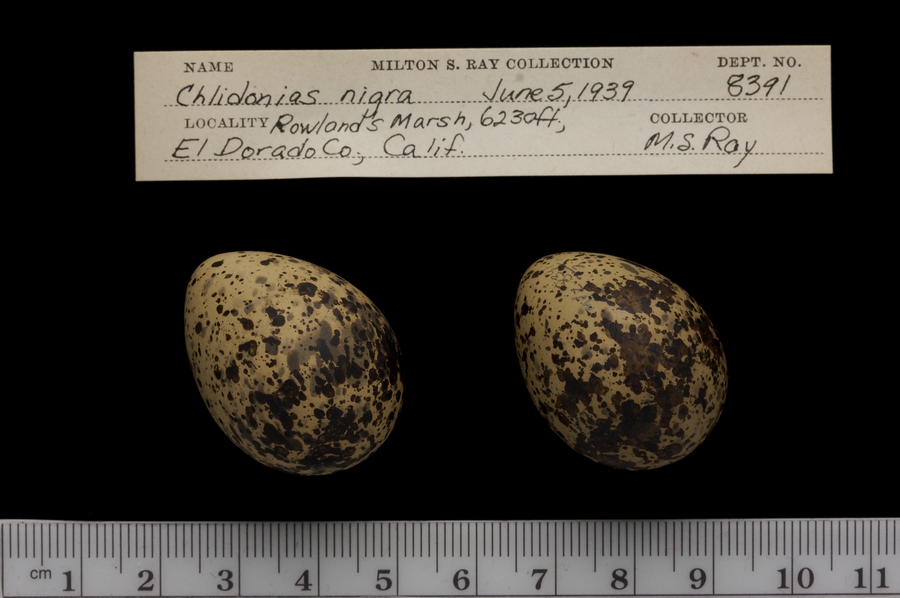 NAME MILTON S. RAY COLLECTION DEPT. NO.
Chlidonias nigra June 5, 1939 8391
LOCALITY Rowland's Marsh, 6230ft, COLLECTOR
El Dorado Co, Calif. M.S. Ray
cm 1 2 3 4 5 6 7 8 9 10 11